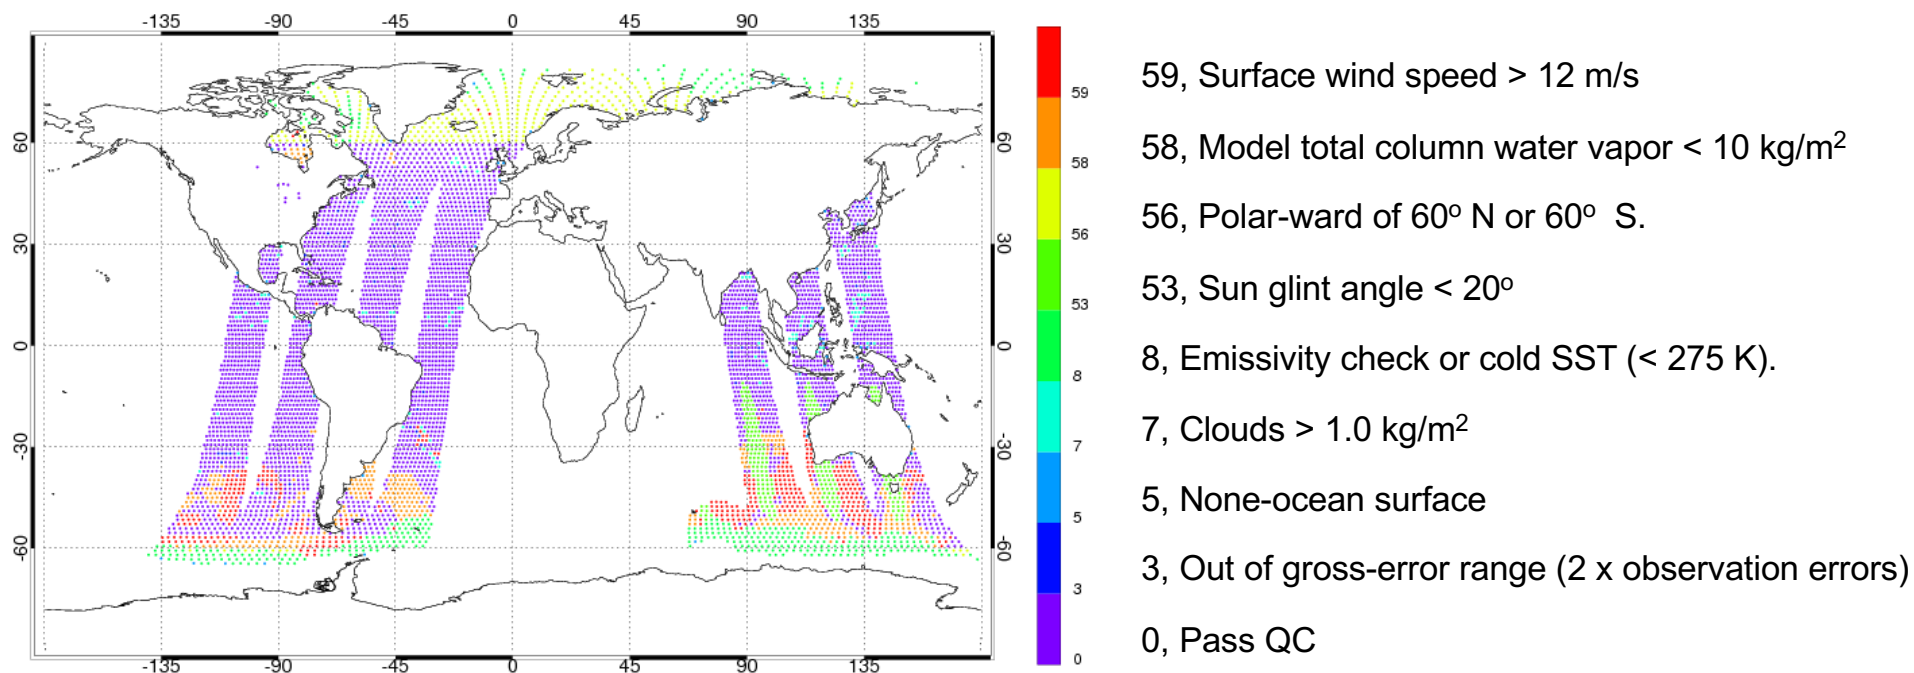 -135 -90 -45 0 45 90 135
60 60
30 30
0 0
-30 -30
-60 -60
-135 -90 -45 0 45 90 135
59
58
56
53
8
7
5
3
0
59, Surface wind speed > 12 m/s
58, Model total column water vapor < 10 kg/m²
56, Polar-ward of 60º N or 60º S.
53, Sun glint angle < 20º
8, Emissivity check or cold SST (< 275 K).
7, Clouds > 1.0 kg/m²
5, None-ocean surface
3, Out of gross-error range (2 x observation errors)
0, Pass QC